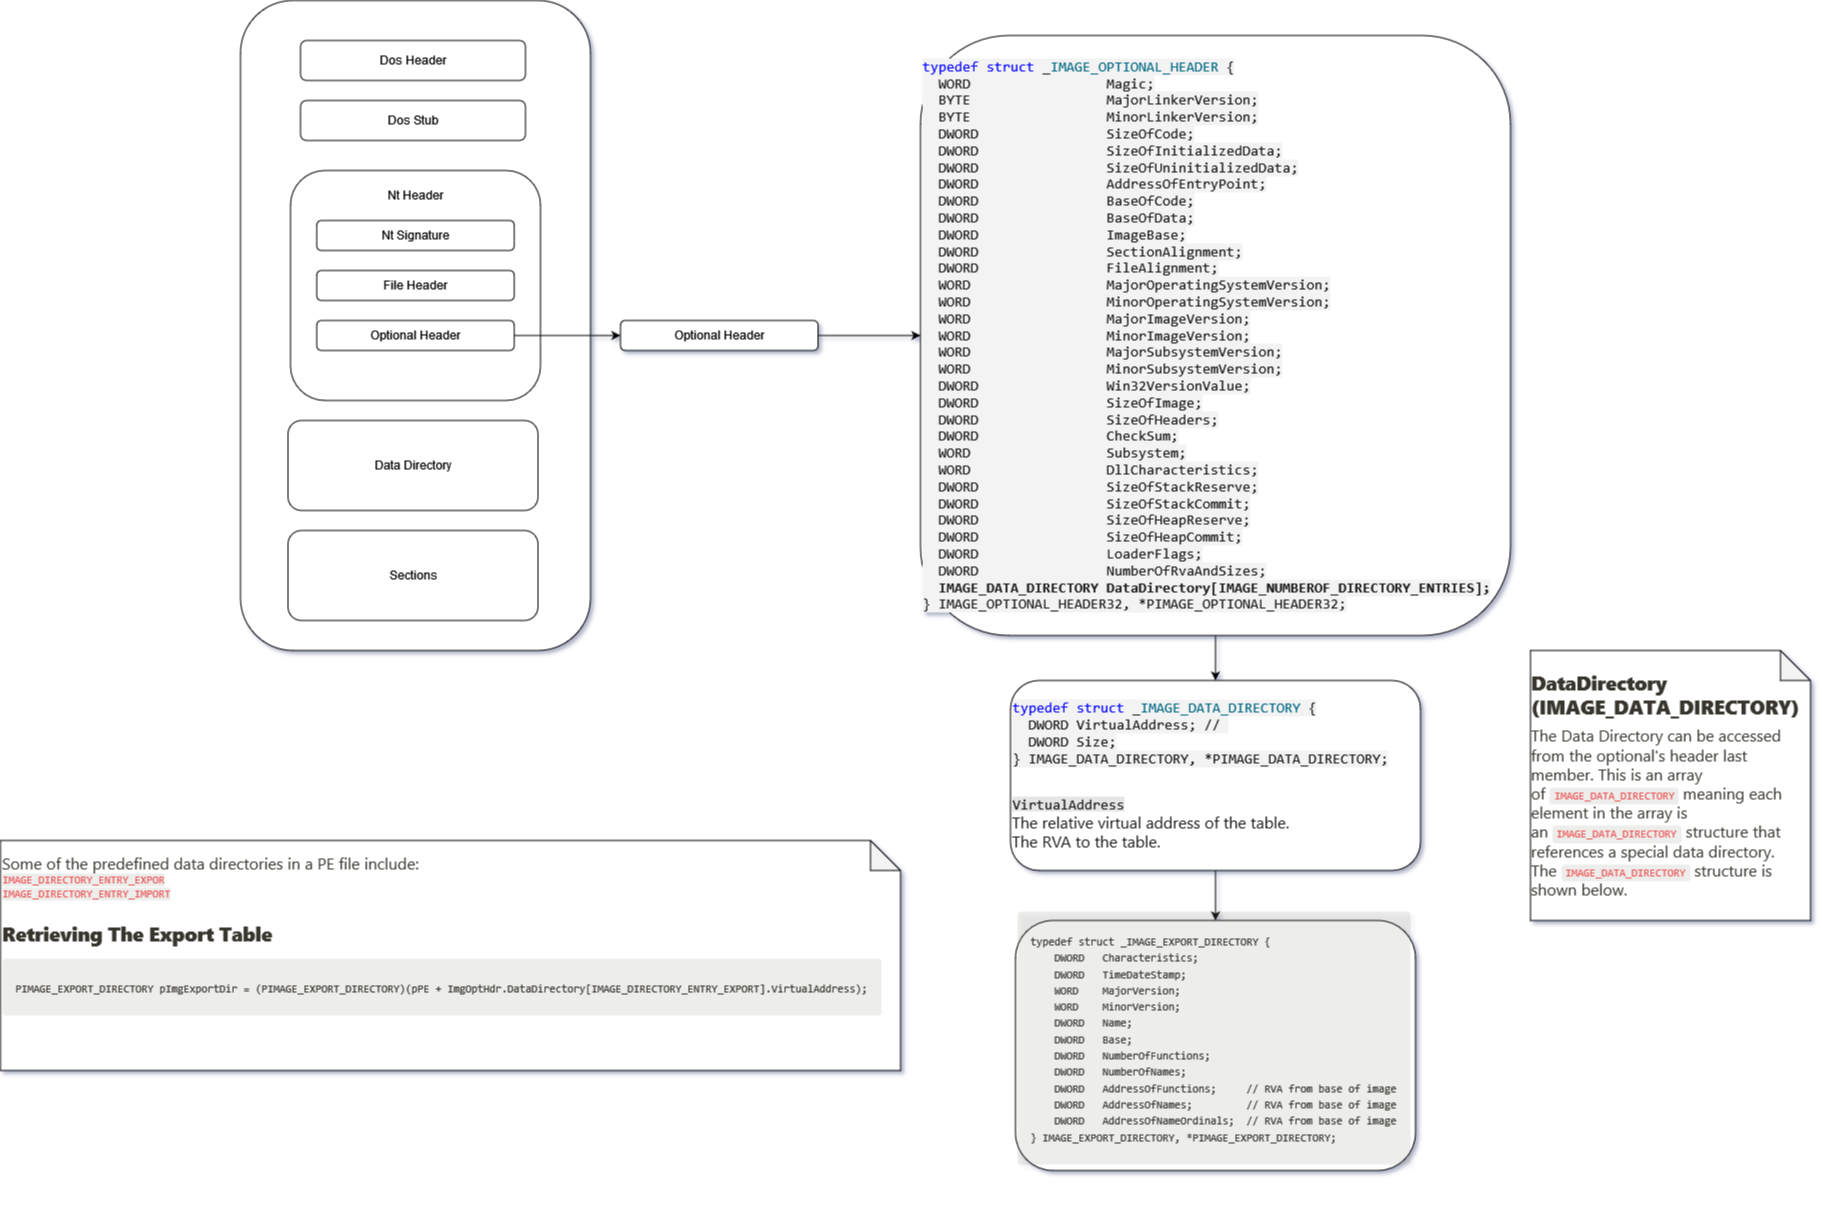 Dos Header
Dos Stub
Nt Header
Nt Signature
File Header
Optional Header
Data Directory
Sections
Optional Header
typedef struct _IMAGE_OPTIONAL_HEADER {
WORD Magic;
BYTE MajorLinkerVersion;
BYTE MinorLinkerVersion;
DWORD SizeOfCode;
DWORD SizeOfInitializedData;
DWORD SizeOfUninitializedData;
DWORD AddressOfEntryPoint;
DWORD BaseOfCode;
DWORD BaseOfData;
DWORD ImageBase;
DWORD SectionAlignment;
DWORD FileAlignment;
WORD MajorOperatingSystemVersion;
WORD MinorOperatingSystemVersion;
WORD MajorImageVersion;
WORD MinorImageVersion;
WORD MajorSubsystemVersion;
WORD MinorSubsystemVersion;
DWORD Win32VersionValue;
DWORD SizeOfImage;
DWORD SizeOfHeaders;
DWORD CheckSum;
WORD Subsystem;
WORD DllCharacteristics;
DWORD SizeOfStackReserve;
DWORD SizeOfStackCommit;
DWORD SizeOfHeapReserve;
DWORD SizeOfHeapCommit;
DWORD LoaderFlags;
DWORD NumberOfRvaAndSizes;
IMAGE_DATA_DIRECTORY DataDirectory[IMAGE_NUMBEROF_DIRECTORY_ENTRIES];
} IMAGE_OPTIONAL_HEADER32, *PIMAGE_OPTIONAL_HEADER32;
typedef struct _IMAGE_DATA_DIRECTORY {
DWORD VirtualAddress; //
DWORD Size;
} IMAGE_DATA_DIRECTORY, *PIMAGE_DATA_DIRECTORY;
VirtualAddress
The relative virtual address of the table.
The RVA to the table.
DataDirectory
(IMAGE_DATA_DIRECTORY)
The Data Directory can be accessed
from the optional's header last
member. This is an array
of IMAGE_DATA_DIRECTORY meaning each
element in the array is
an IMAGE_DATA_DIRECTORY structure that
references a special data directory.
The IMAGE_DATA_DIRECTORY structure is
shown below.
Some of the predefined data directories in a PE file include:
IMAGE_DIRECTORY_ENTRY_EXPOR
IMAGE_DIRECTORY_ENTRY_IMPORT
Retrieving The Export Table
PIMAGE_EXPORT_DIRECTORY pImgExportDir = (PIMAGE_EXPORT_DIRECTORY)(pPE + ImgOptHdr.DataDirectory[IMAGE_DIRECTORY_ENTRY_EXPORT].VirtualAddress);
typedef struct _IMAGE_EXPORT_DIRECTORY {
DWORD Characteristics;
DWORD TimeDateStamp;
WORD MajorVersion;
WORD MinorVersion;
DWORD Name;
DWORD Base;
DWORD NumberOfFunctions;
DWORD NumberOfNames;
DWORD AddressOfFunctions; // RVA from base of image
DWORD AddressOfNames; // RVA from base of image
DWORD AddressOfNameOrdinals; // RVA from base of image
} IMAGE_EXPORT_DIRECTORY, *PIMAGE_EXPORT_DIRECTORY;